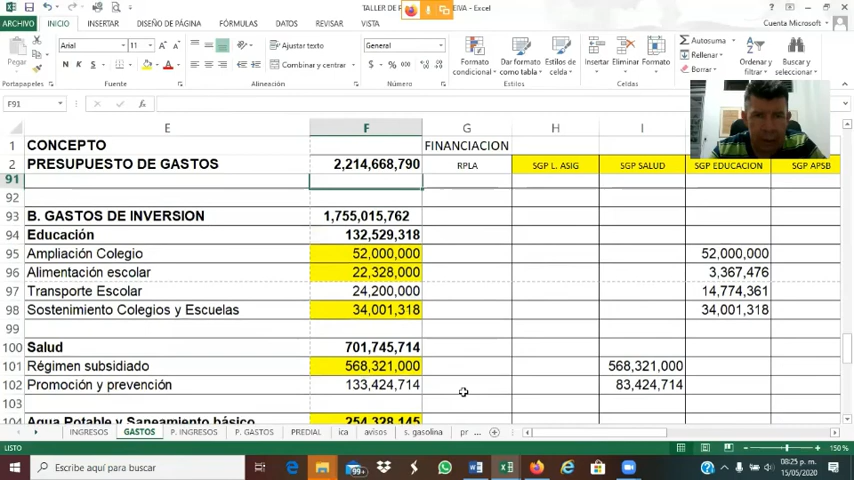 TALLER DE
EIVA - Excel
ARCHIVO INICIO INSERTAR DISEÑO DE PÁGINA FÓRMULAS DATOS REVISAR VISTA Cuenta Microsoft
Arial 11 General
Pegar
N K S
Ajustar texto
Combinar y centrar
$ % 000
Formato condicional
Dar formato como tabla
Estilos de celda
Insertar Eliminar Formato
Autosuma
Rellenar
Borrar
Ordenar y filtrar
Buscar y seleccionar
Portapapeles Fuente Alineación Número Estilos
F91 fx
E F G H I
1 CONCEPTO FINANCIACION
2 PRESUPUESTO DE GASTOS 2,214,668,790 RPLA SGP L. ASIG SGP SALUD SGP EDUCACION SGP APSB
91
92
93 B. GASTOS DE INVERSION 1,755,015,762
94 Educación 132,529,318
95 Ampliación Colegio 52,000,000 52,000,000
96 Alimentación escolar 22,328,000 3,367,476
97 Transporte Escolar 24,200,000 14,774,361
98 Sostenimiento Colegios y Escuelas 34,001,318 34,001,318
99
100 Salud 701,745,714
101 Régimen subsidiado 568,321,000 568,321,000
102 Promoción y prevención 133,424,714 83,424,714
103
104 Agua Potable y Saneamiento básico 254,328,145
INGRESOS GASTOS P. INGRESOS P. GASTOS PREDIAL ica avisos s. gasolina pr ...
LISTO 150 %
Escribe aquí para buscar 99+ 08:25 p. m.
15/05/2020